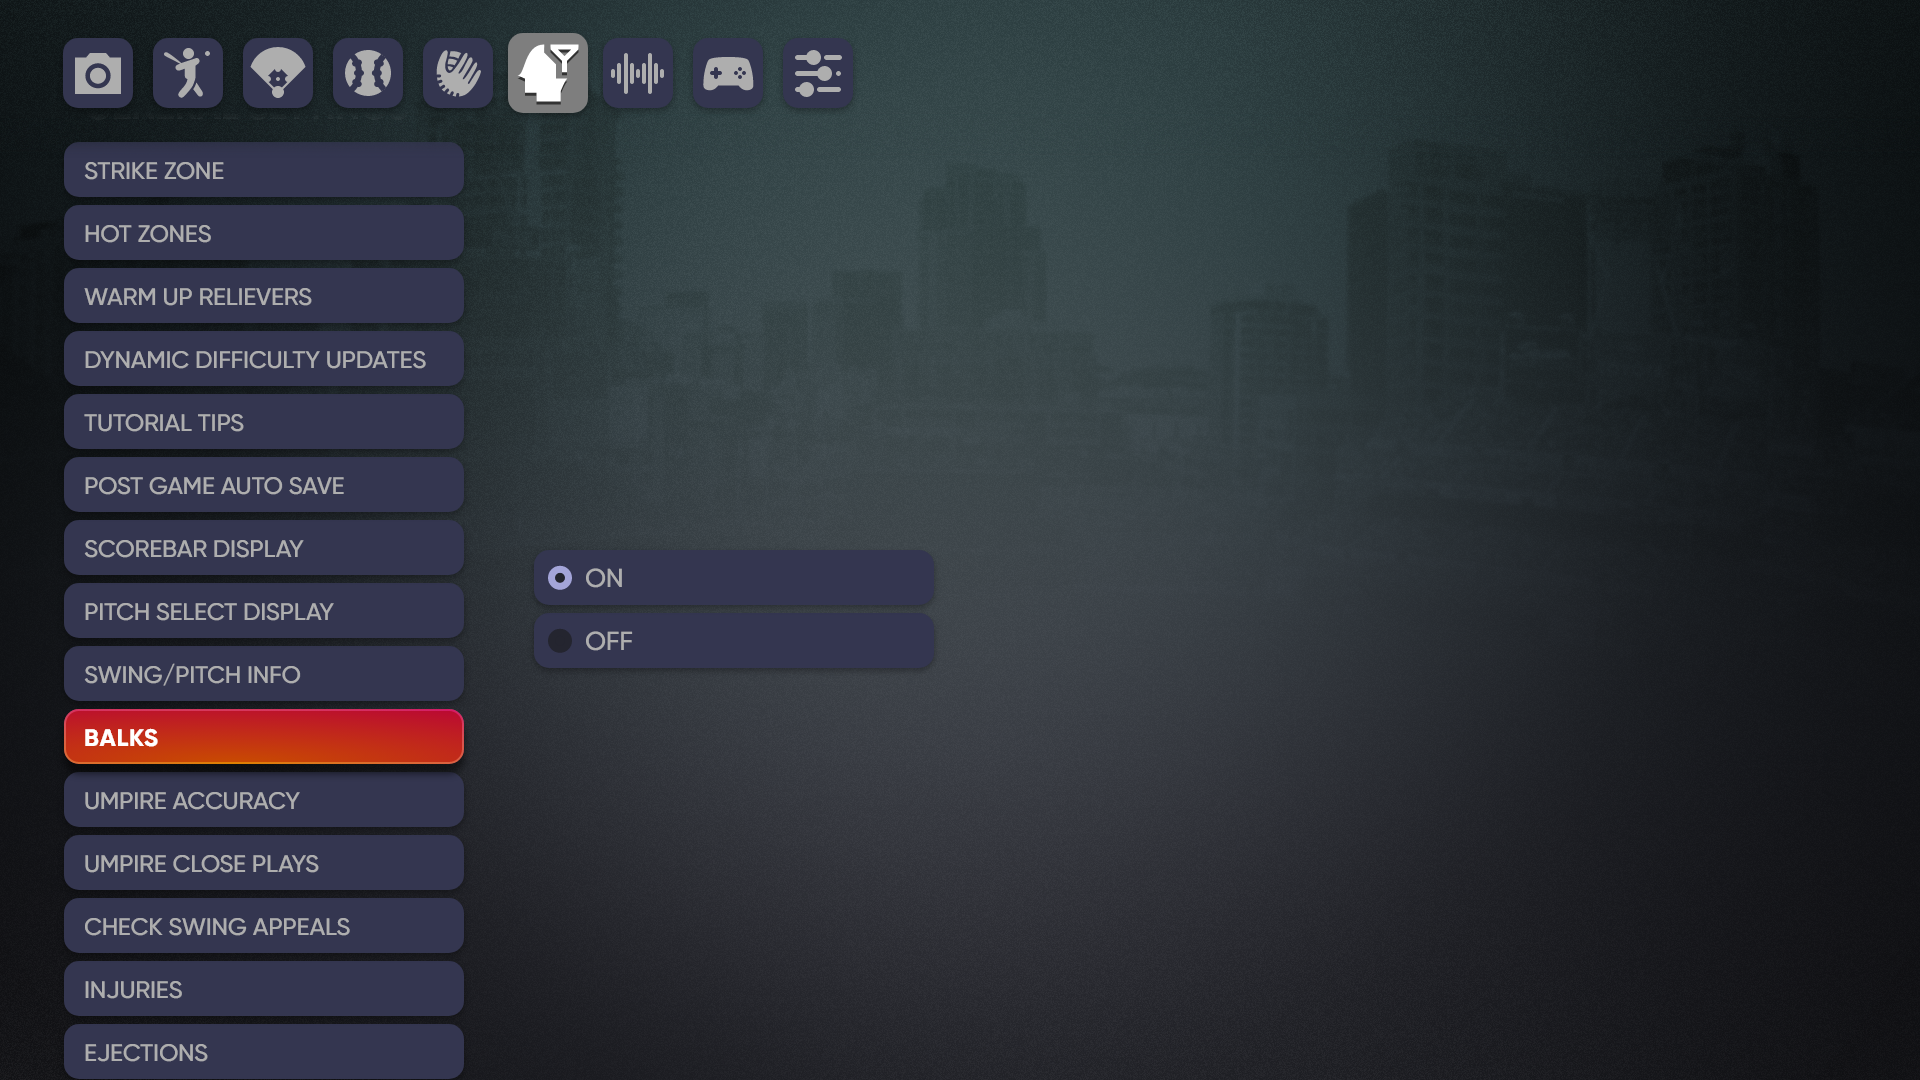 STRIKE ZONE
HOT ZONES
WARM UP RELIEVERS
DYNAMIC DIFFICULTY UPDATES
TUTORIAL TIPS
POST GAME AUTO SAVE
SCOREBAR DISPLAY
PITCH SELECT DISPLAY
SWING/PITCH INFO
BALKS
UMPIRE ACCURACY
UMPIRE CLOSE PLAYS
CHECK SWING APPEALS
INJURIES
EJECTIONS
ON
OFF